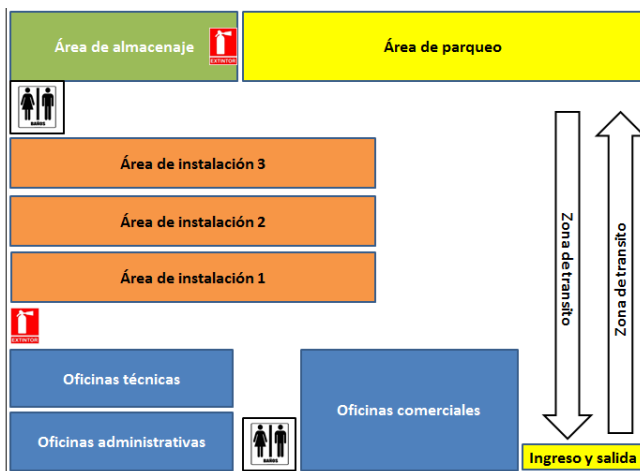 Área de almacenaje
EXTINTOR
Área de parqueo
BAÑOS
Área de instalación 3
Área de instalación 2
Área de instalación 1
Zona de transito
Zona de transito
EXTINTOR
Oficinas técnicas
Oficinas comerciales
Oficinas administrativas
BAÑOS
Ingreso y salida